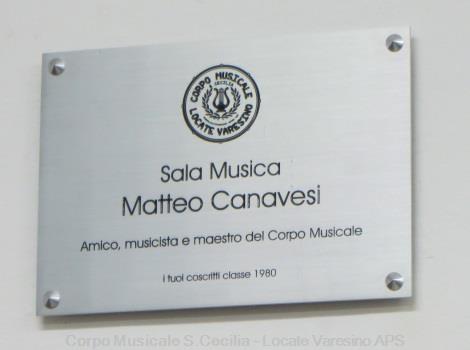 CORPO MUSICALE
CECILIA
LOCATE VARESINO
Sala Musica
Matteo Canavesi
Amico, musicista e maestro del Corpo Musicale
i tuoi coscritti classe 1980
Corpo Musicale S.Cecilia - Locate Varesino APS